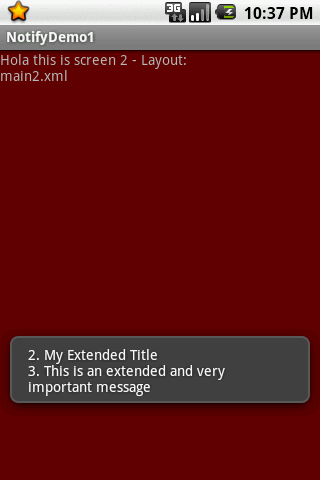 3G
10:37 PM
NotifyDemo1
Hola this is screen 2 - Layout:
main2.xml
2. My Extended Title
3. This is an extended and very
important message